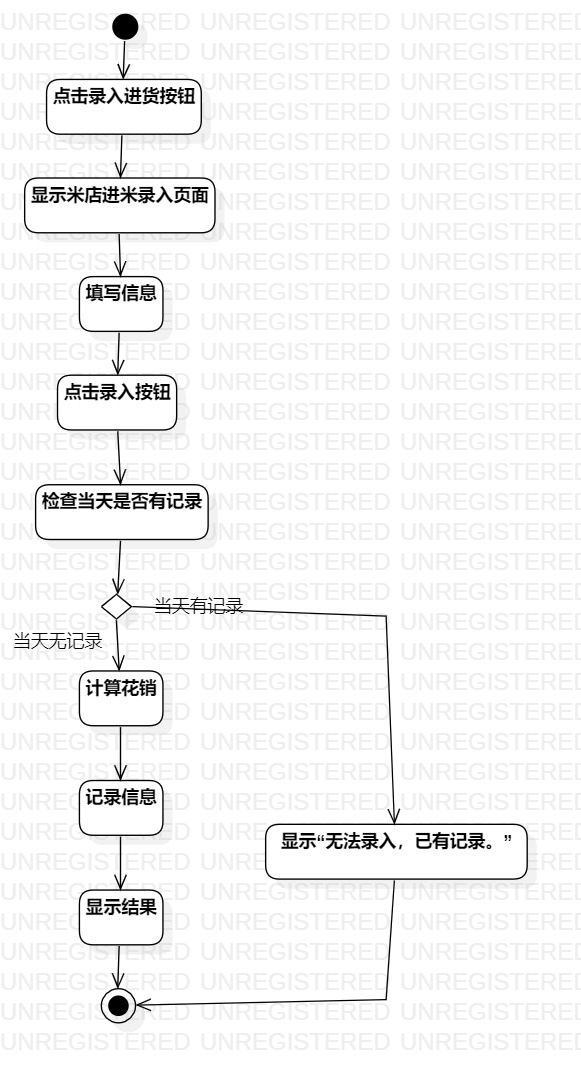 点击录入进货按钮
显示米店进米录入页面
填写信息
点击录入按钮
检查当天是否有记录
当天有记录
当天无记录
计算花销
记录信息
显示“无法录入，已有记录。”
显示结果